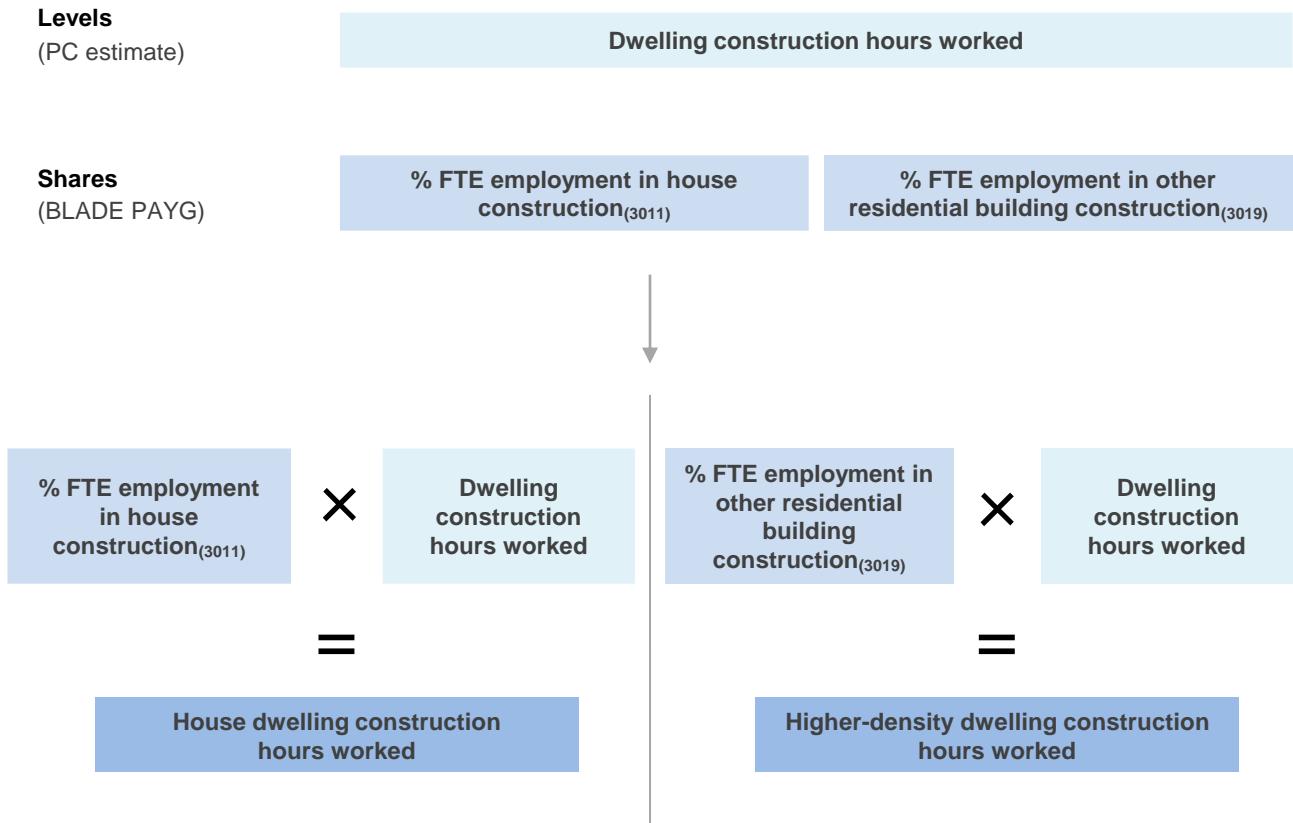 Levels
(PC estimate)
Dwelling construction hours worked
Shares
(BLADE PAYG)
% FTE employment in house
construction(3011)
% FTE employment in other
residential building construction(3019)
% FTE employment
in house
construction(3011)
×
Dwelling
construction
hours worked
=
House dwelling construction
hours worked
% FTE employment in
other residential
building
construction(3019)
×
Dwelling
construction
hours worked
=
Higher-density dwelling construction
hours worked